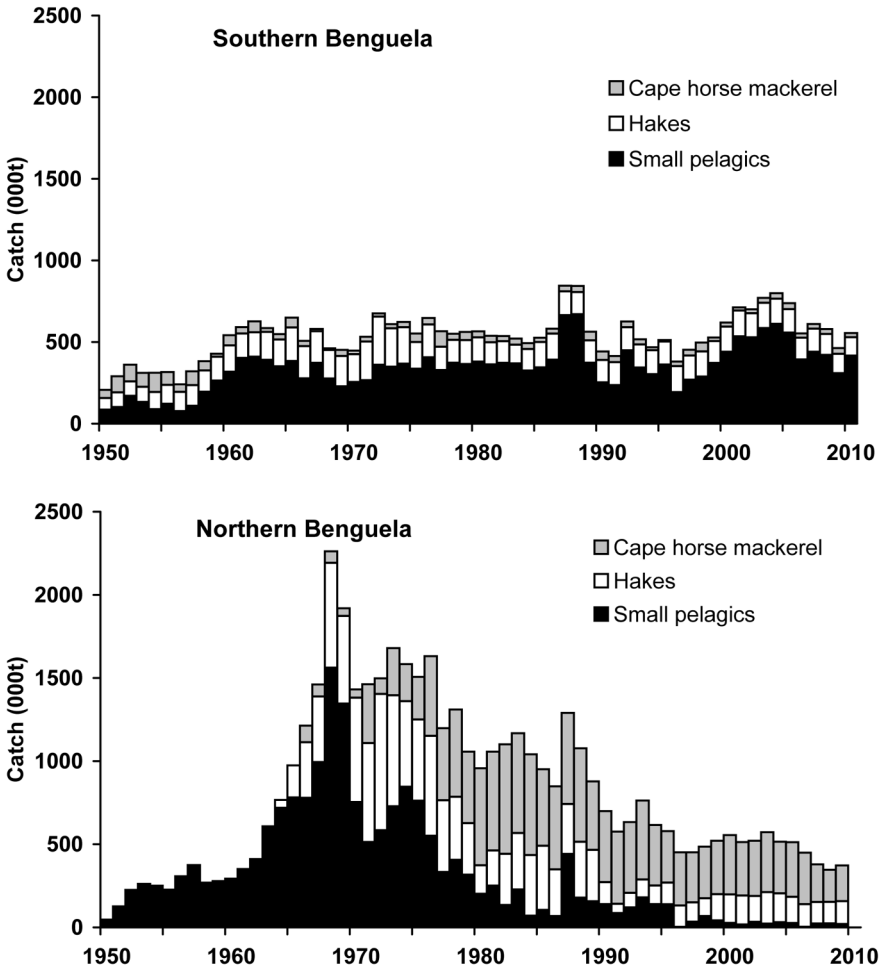 2500
Southern Benguela
Cape horse mackerel
2000
Hakes
Small pelagics
1500
Catch (000t)
1000
500
0
1950 1960 1970 1980 1990 2000 2010
2500
Northern Benguela
Cape horse mackerel
Hakes
2000
Small pelagics
1500
Catch (000t)
1000
500
0
1950 1960 1970 1980 1990 2000 2010